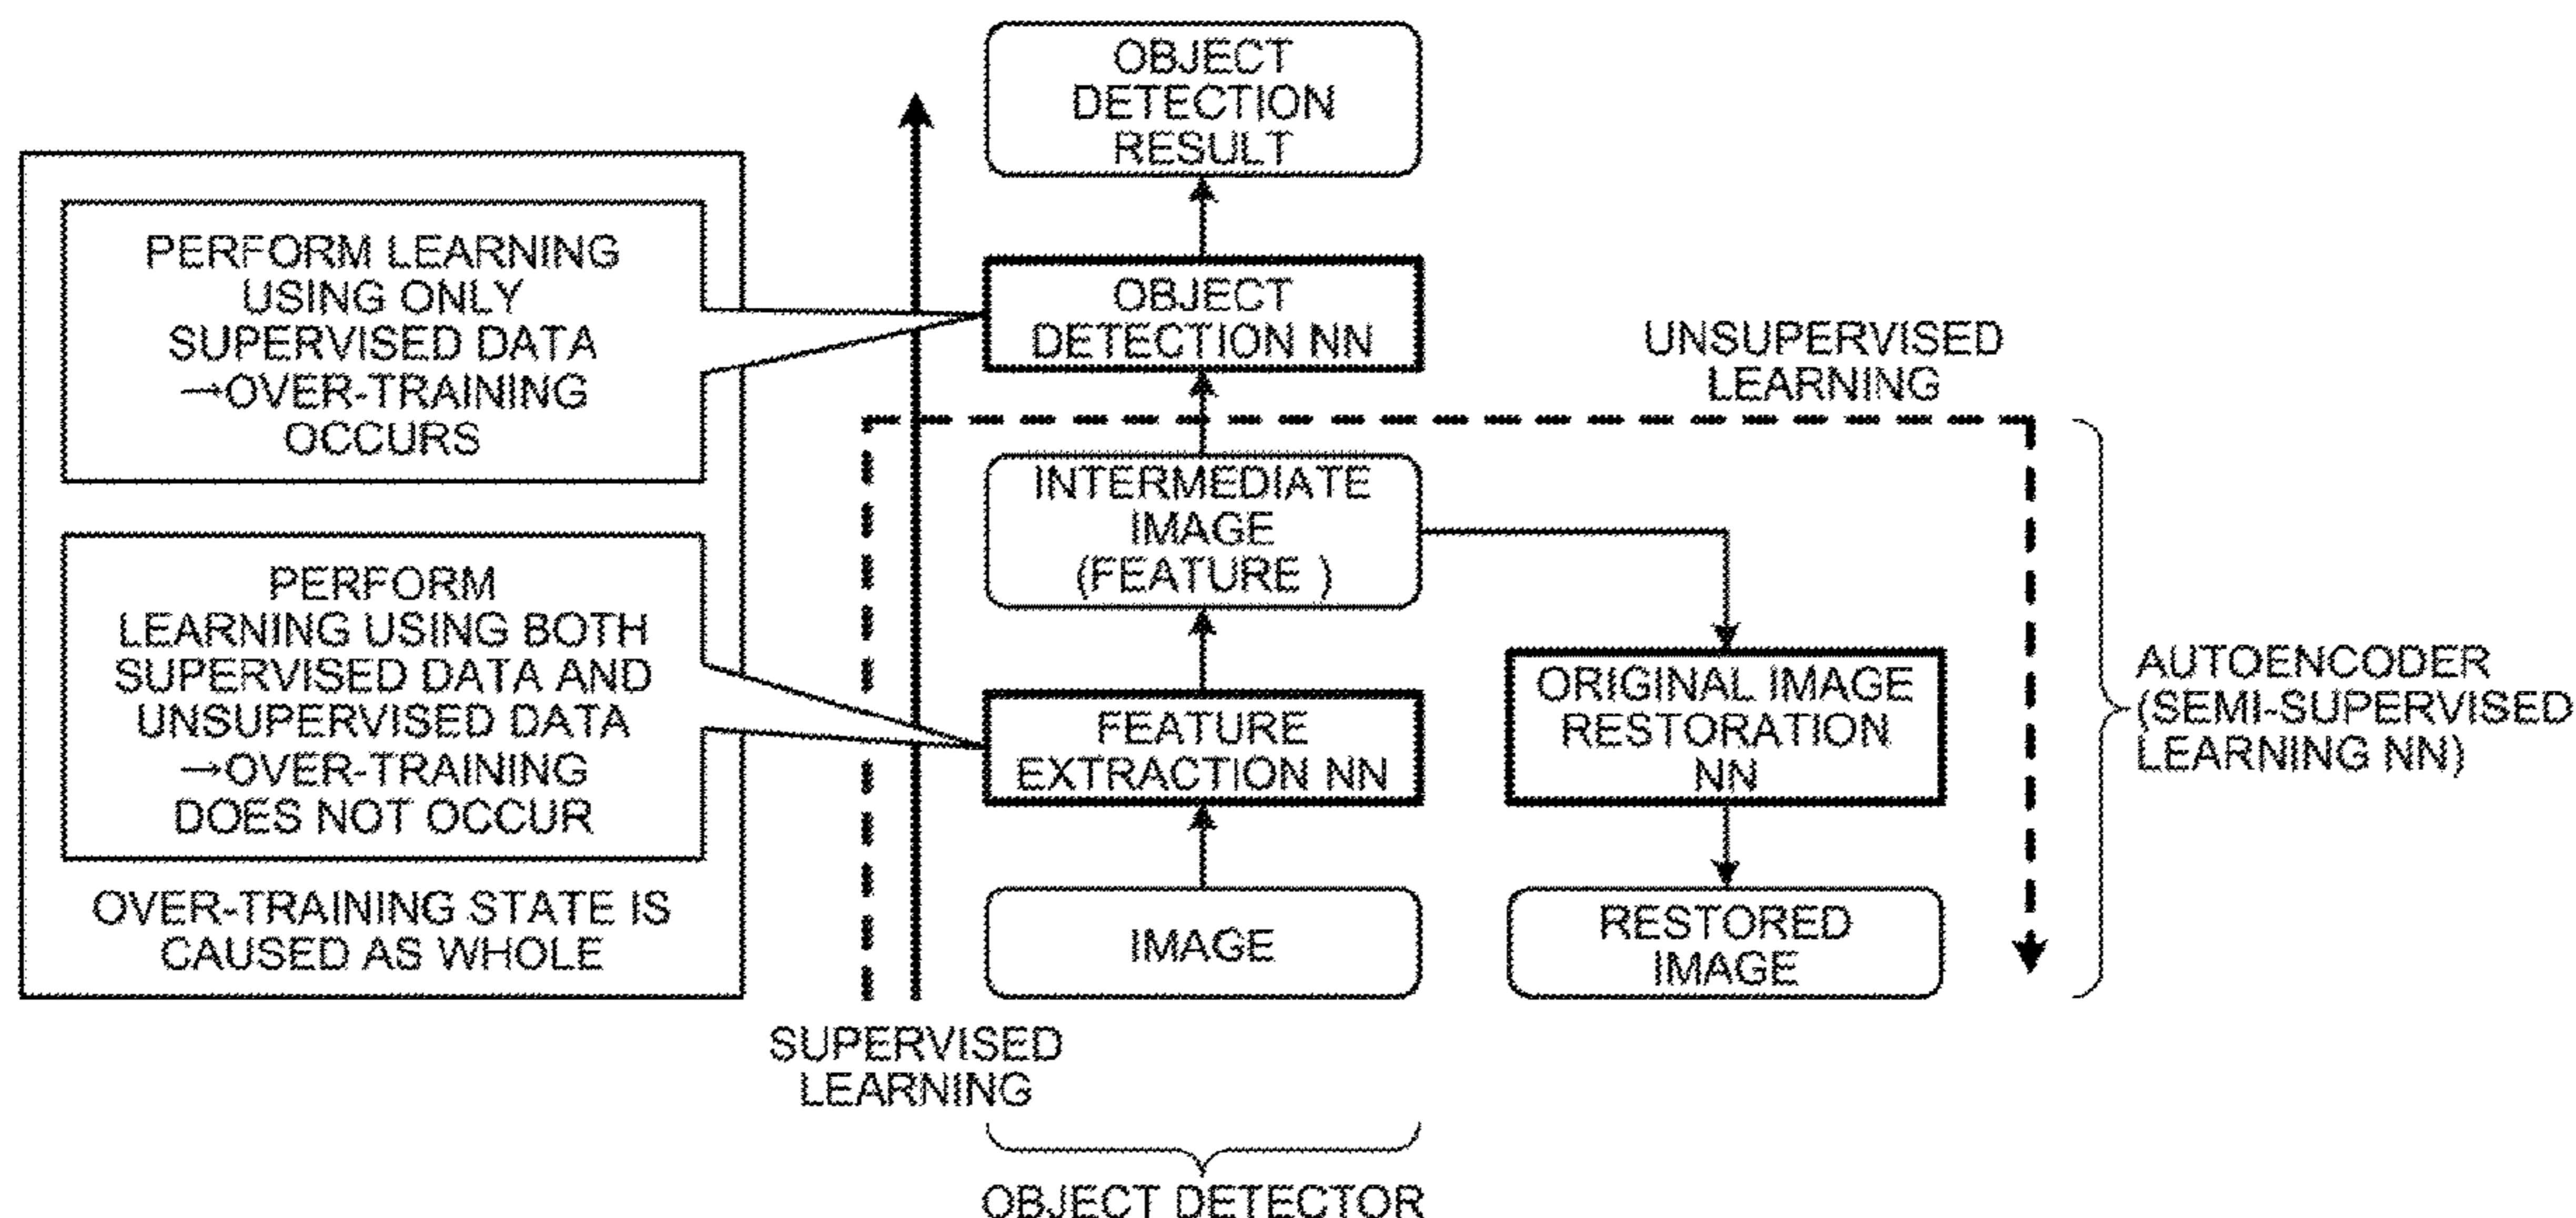 PERFORM LEARNING
USING ONLY
SUPERVISED DATA
→OVER-TRAINING
OCCURS
PERFORM
LEARNING USING BOTH
SUPERVISED DATA AND
UNSUPERVISED DATA
→OVER-TRAINING
DOES NOT OCCUR
OVER-TRAINING STATE IS
CAUSED AS WHOLE
OBJECT
DETECTION
RESULT
OBJECT
DETECTION NN
INTERMEDIATE
IMAGE
(FEATURE )
FEATURE
EXTRACTION NN
IMAGE
SUPERVISED
LEARNING
OBJECT DETECTOR
UNSUPERVISED
LEARNING
ORIGINAL IMAGE
RESTORATION
NN
RESTORED
IMAGE
AUTOENCODER
(SEMI-SUPERVISED
LEARNING NN)